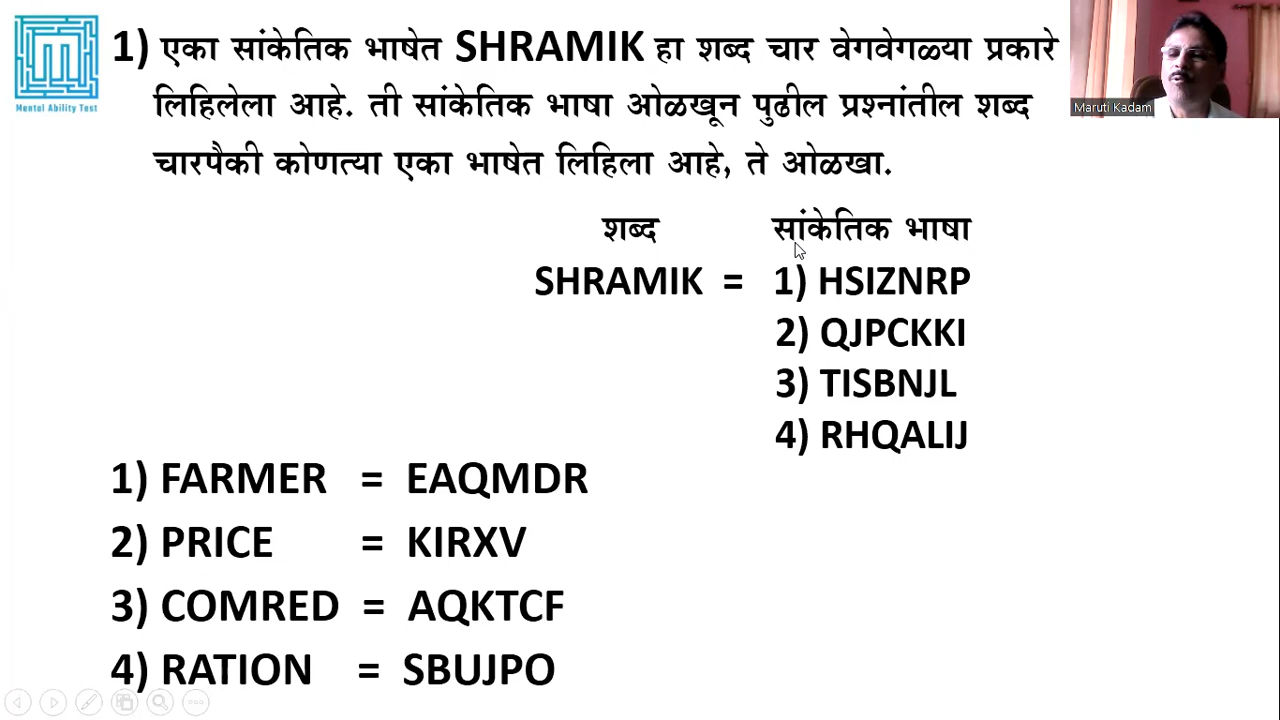 1) एका सांकेतिक भाषेत SHRAMIK हा शब्द चार वेगवेगळ्या प्रकारे
लिहिलेला आहे. ती सांकेतिक भाषा ओळखून पुढील प्रश्नांतील शब्द
चारपैकी कोणत्या एका भाषेत लिहिला आहे, ते ओळखा.
शब्द सांकेतिक भाषा
SHRAMIK = 1) HSIZNRP
2) QJPCKKI
3) TISBNJL
4) RHQALIJ
1) FARMER = EAQMDR
2) PRICE = KIRXV
3) COMRED = AQKTCF
4) RATION = SBUJPO
Mental Ability Test
Maruti Kadam